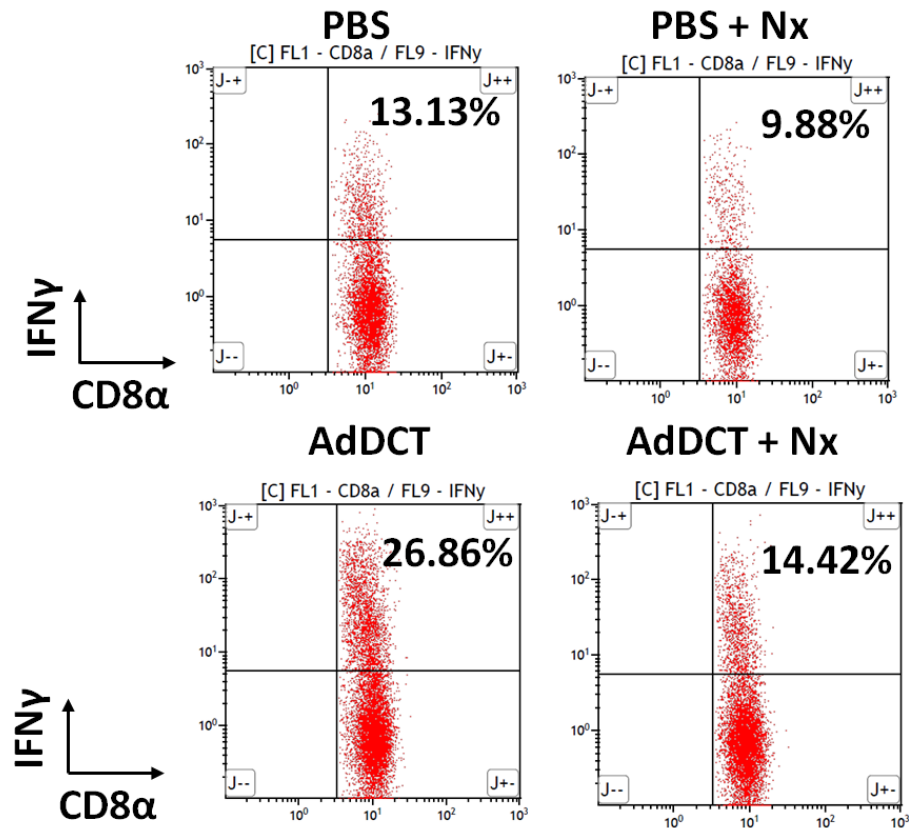 PBS
[C] FL1 - CD8a / FL9 - IFNy
10³
J-+
J++
13.13%
10²
10¹
10⁰
J--
J+-
10⁰
10¹
10²
10³
PBS + Nx
[C] FL1 - CD8a / FL9 - IFNy
10³
J-+
J++
9.88%
10²
10¹
10⁰
J--
J+-
10⁰
10¹
10²
10³
IFNγ
CD8α
AdDCT
[C] FL1 - CD8a / FL9 - IFNy
10³
J-+
J++
26.86%
10²
10¹
10⁰
J--
J+-
10⁰
10¹
10²
10³
AdDCT + Nx
[C] FL1 - CD8a / FL9 - IFNy
10³
J-+
J++
14.42%
10²
10¹
10⁰
J--
J+-
10⁰
10¹
10²
10³
IFNγ
CD8α